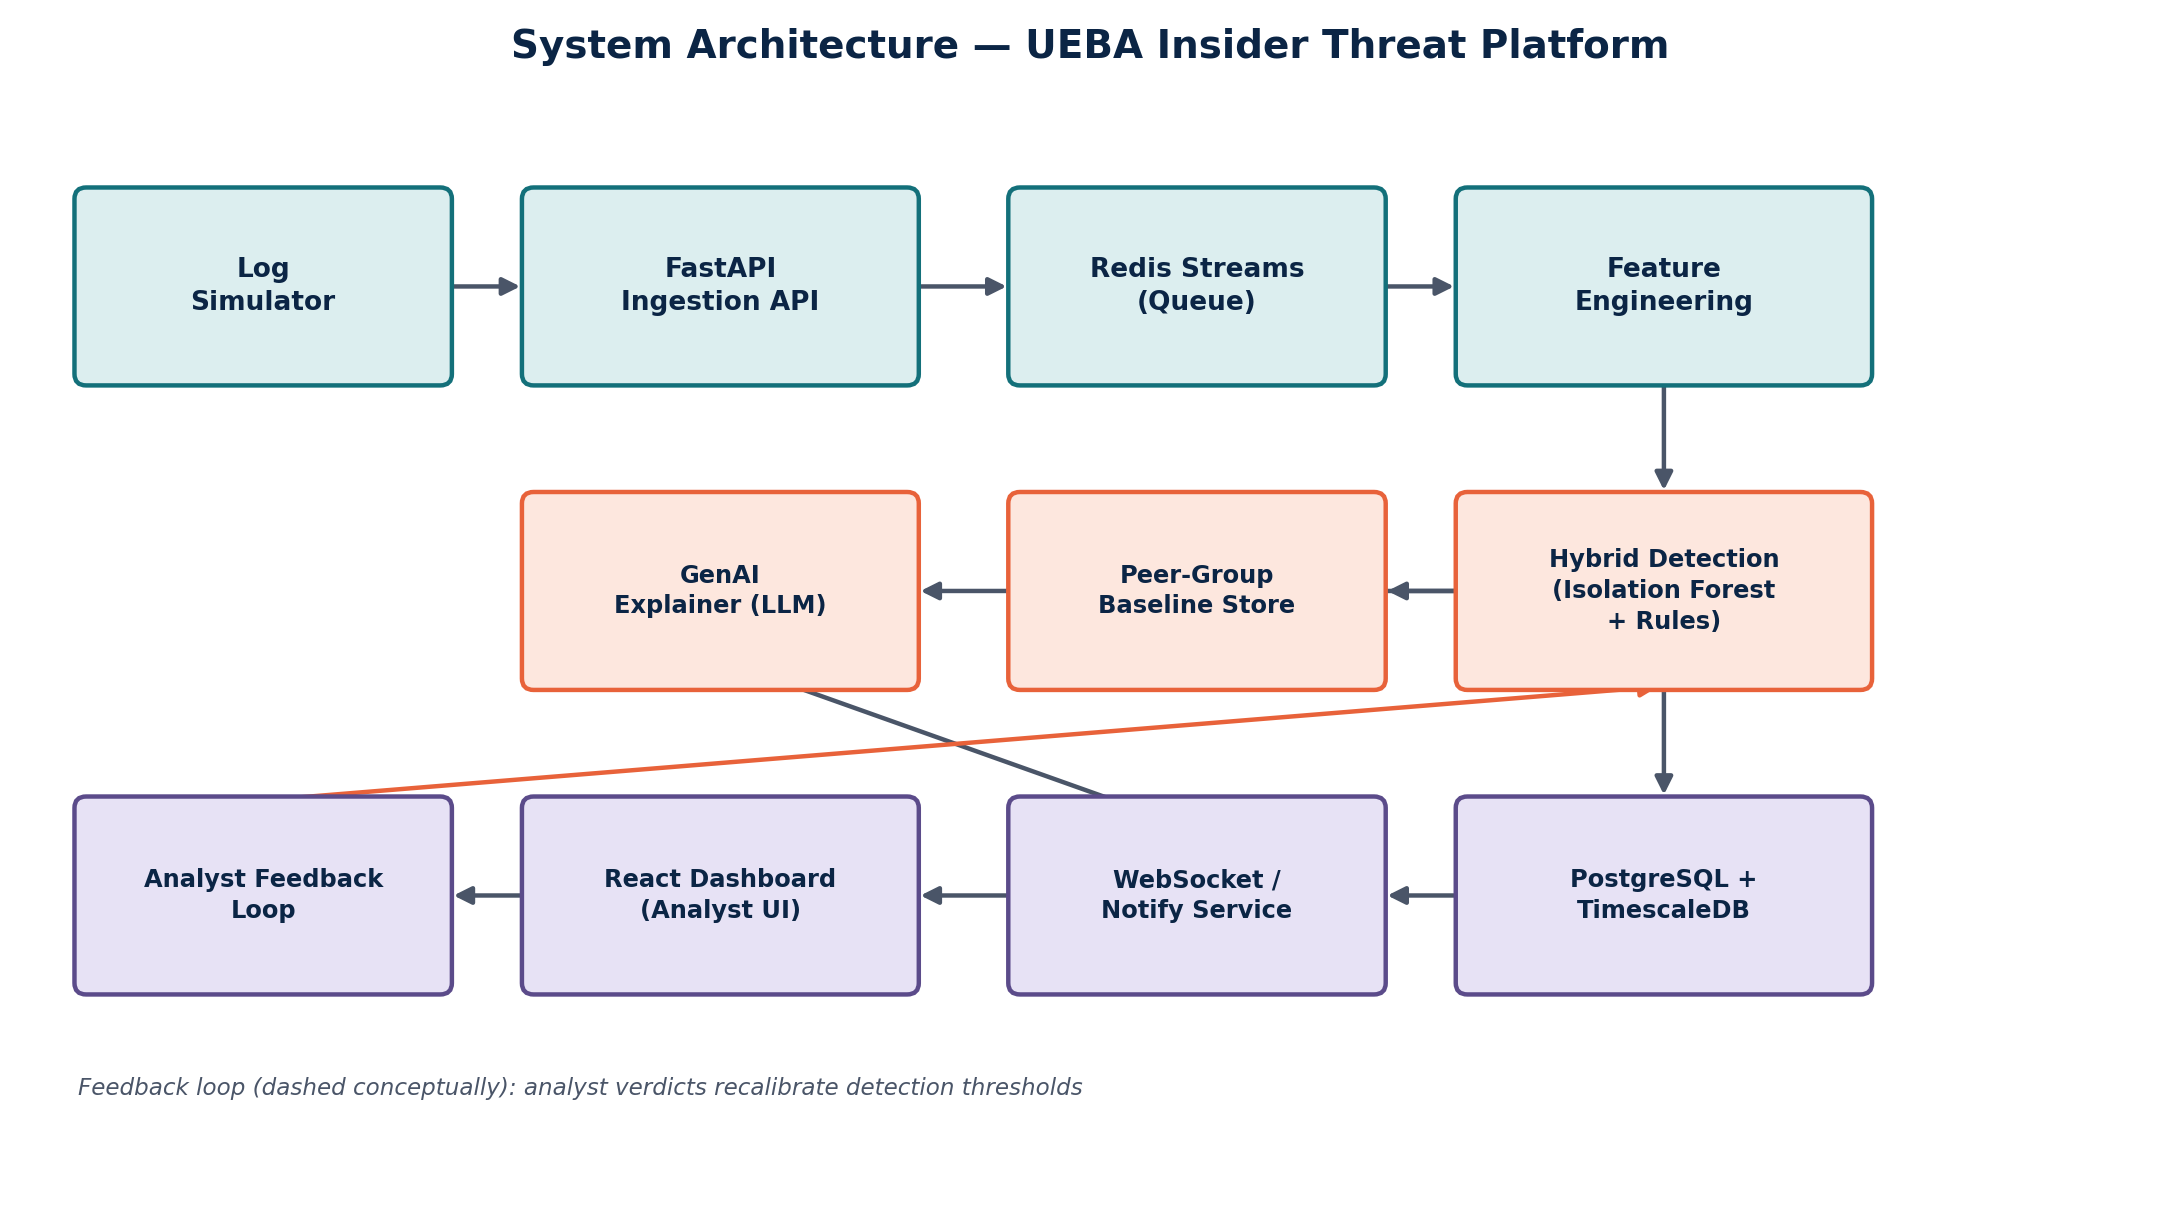 System Architecture — UEBA Insider Threat Platform
Log
Simulator
FastAPI
Ingestion API
Redis Streams
(Queue)
Feature
Engineering
GenAI
Explainer (LLM)
Peer-Group
Baseline Store
Hybrid Detection
(Isolation Forest
+ Rules)
Analyst Feedback
Loop
React Dashboard
(Analyst UI)
WebSocket /
Notify Service
PostgreSQL +
TimescaleDB
Feedback loop (dashed conceptually): analyst verdicts recalibrate detection thresholds